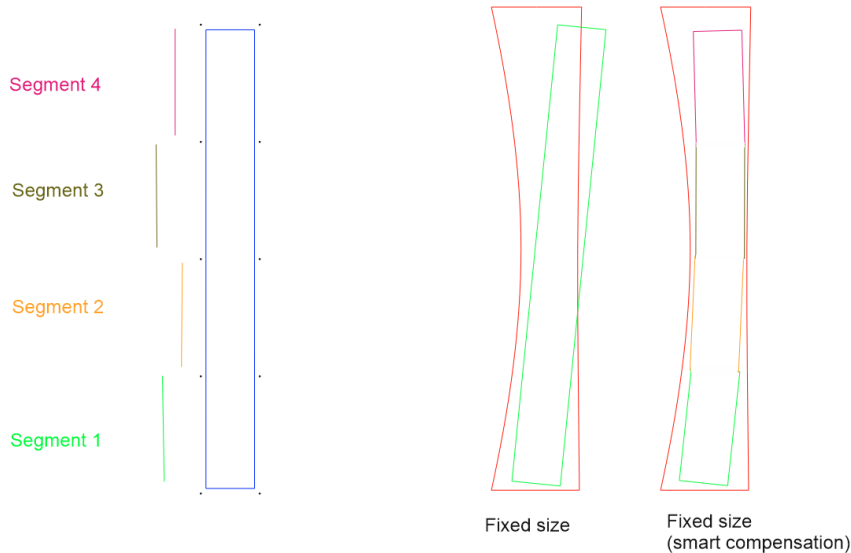 Segment 4
Segment 3
Segment 2
Segment 1
Fixed size
Fixed size
(smart compensation)